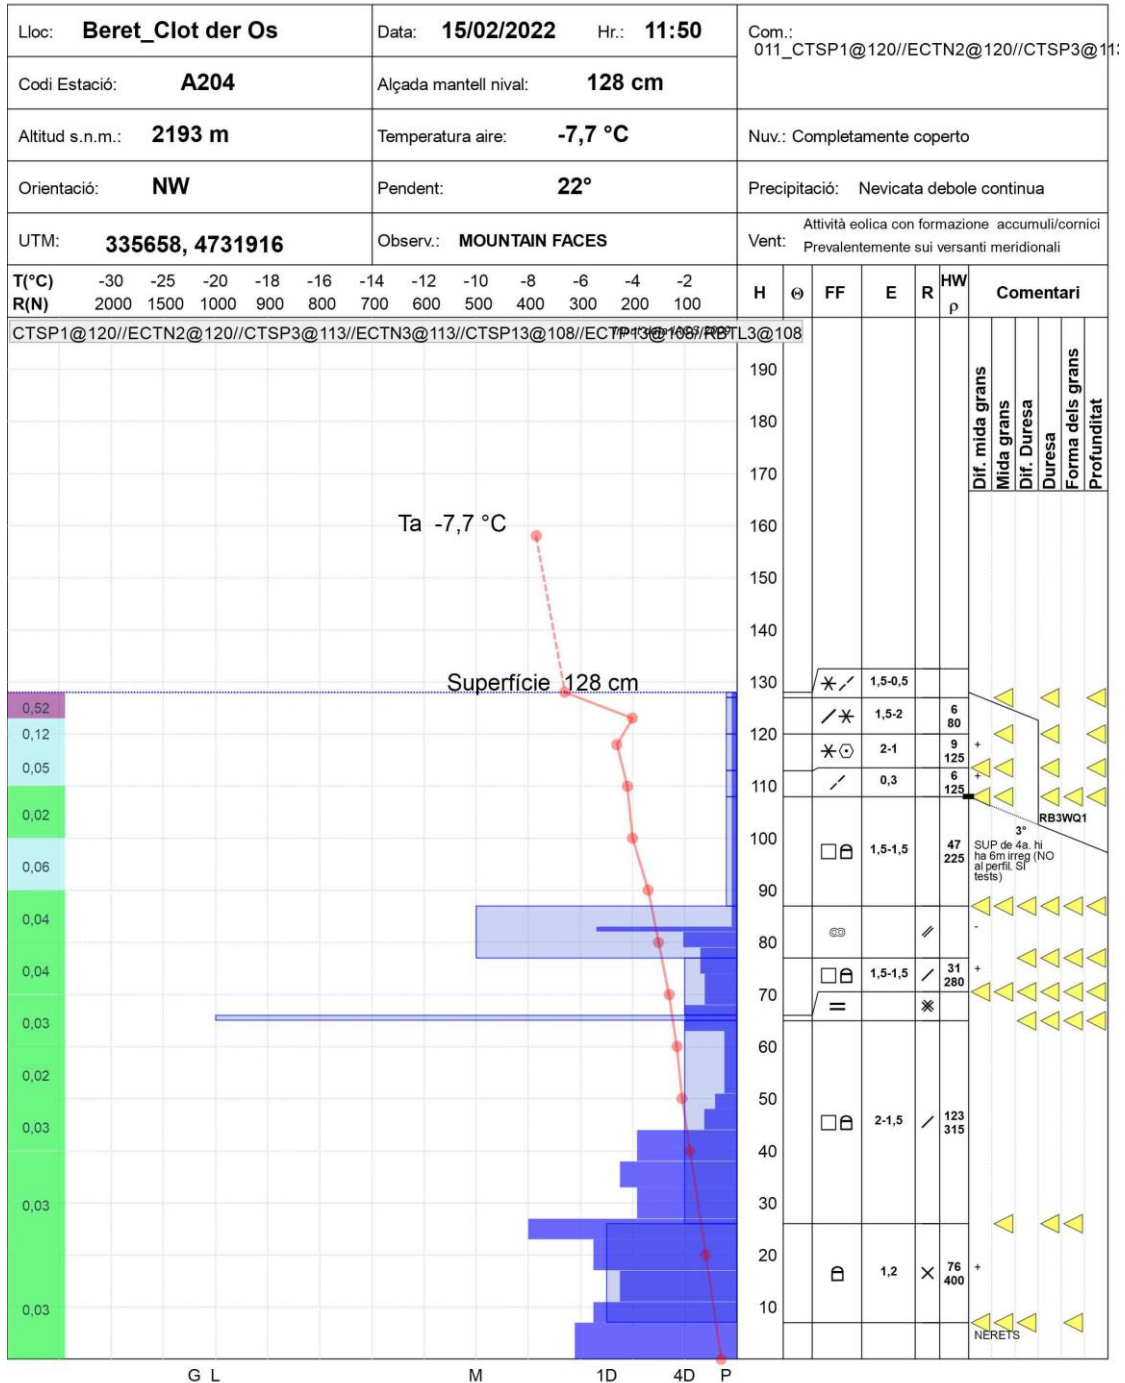 Lloc: Beret_Clot der Os
Data: 15/02/2022 Hr.: 11:50
Com.:
011_CTSP1@120//ECTN2@120//CTSP3@11
Codi Estació: A204
Alçada mantell nival: 128 cm
Altitud s.n.m.: 2193 m
Temperatura aire: -7,7 °C
Nuv.: Completamente coperto
Orientació: NW
Pendent: 22°
Precipitació: Nevicata debole continua
UTM: 335658, 4731916
Observ.: MOUNTAIN FACES
Vent: Attività eolica con formazione accumuli/cornici
Prevalentemente sui versanti meridionali
T(°C) -30 -25 -20 -18 -16 -14 -12 -10 -8 -6 -4 -2
R(N) 2000 1500 1000 900 800 700 600 500 400 300 200 100
H Θ FF E R HW ρ Comentari
CTSP1@120//ECTN2@120//CTSP3@113//ECTN3@113//CTSP13@108//
L3@108
Dif. mida grans
Mida grans
Dif. Duresa
Duresa
Forma dels grans
Profunditat
190
180
170
160
150
140
130
120
110
100
90
80
70
60
50
40
30
20
10
Ta -7,7 °C
Superfície 128 cm
0,52
0,12
0,05
0,02
0,06
0,04
0,04
0,03
0,02
0,03
0,03
0,03
1,5-0,5
1,5-2 6
80
2-1 9 +
125
0,3 6 +
125
1,5-1,5 47
225
RB3WQ1
3°
SUP de 4a. hi
ha 6m irreg (NO
al perfil. SI
tests)
-
1,5-1,5 31 +
280
2-1,5 123
315
1,2 76 +
400
NERETS
G L M 1D 4D P